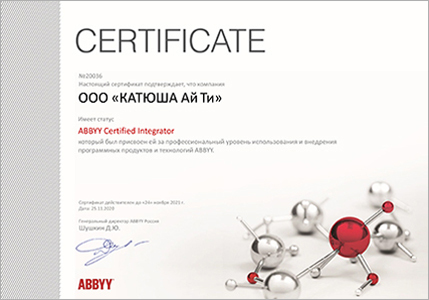 CERTIFICATE
№20036
Настоящий сертификат подтверждает, что компания
ООО «КАТЮША Ай Ти»
Имеет статус
ABBYY Certified Integrator
который был присвоен ей за профессиональный уровень использования и внедрения
программных продуктов и технологий ABBYY.
Сертификат действителен до «24» ноября 2021 г.
Дата: 25.11.2020
Генеральный директор ABBYY Россия
Шушкин Д.Ю.
ABBYY